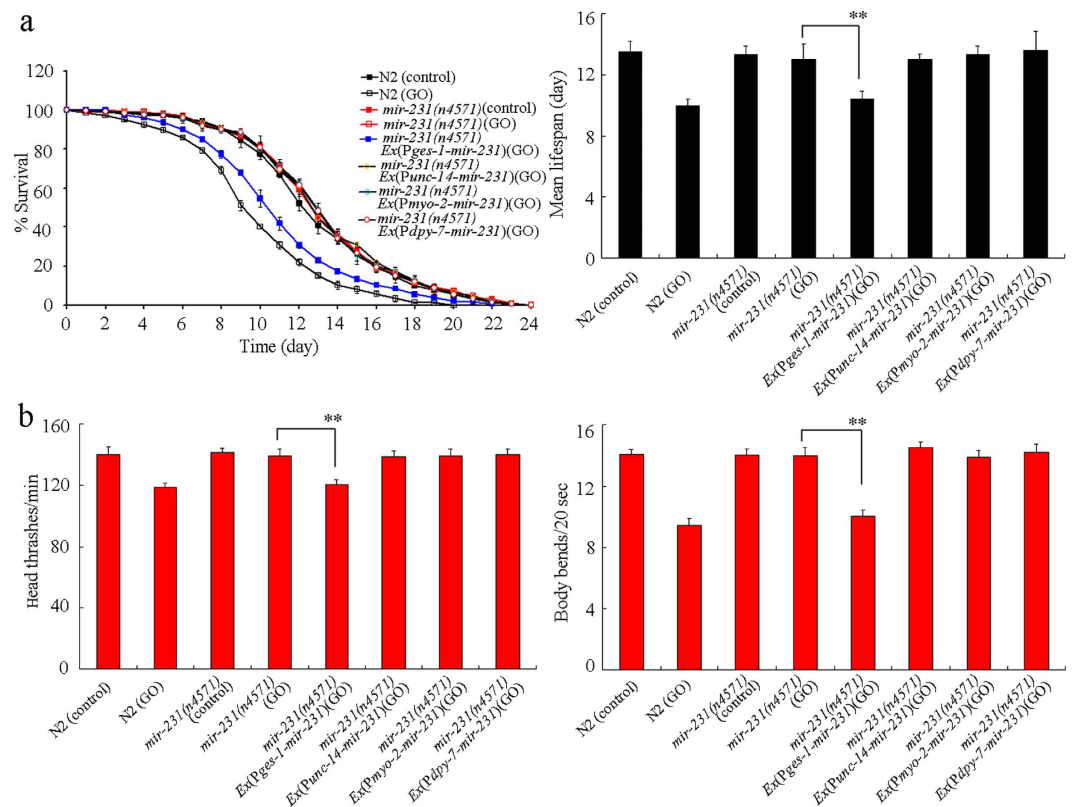 a
120
100
80
60
40
20
0
% Survival
0 2 4 6 8 10 12 14 16 18 20 22 24
Time (day)
N2 (control)
N2 (GO)
mir-231(n4571)(control)
mir-231(n4571)(GO)
mir-231(n4571)
Ex(Pges-1-mir-231)(GO)
mir-231(n4571)
Ex(Punc-14-mir-231)(GO)
mir-231(n4571)
Ex(Pmyo-2-mir-231)(GO)
mir-231(n4571)
Ex(Pdpy-7-mir-231)(GO)
16
12
8
4
0
Mean lifespan (day)
**
N2 (control)
N2 (GO)
mir-231(n4571)
(control)
mir-231(n4571)
(GO)
mir-231(n4571)
Ex(Pges-1-mir-231)(GO)
mir-231(n4571)
Ex(Punc-14-mir-231)(GO)
mir-231(n4571)
Ex(Pmyo-2-mir-231)(GO)
mir-231(n4571)
Ex(Pdpy-7-mir-231)(GO)
b
160
120
80
40
0
Head thrashes/min
**
N2 (control)
N2 (GO)
mir-231(n4571)
(control)
mir-231(n4571)
(GO)
mir-231(n4571)
Ex(Pges-1-mir-231)(GO)
mir-231(n4571)
Ex(Punc-14-mir-231)(GO)
mir-231(n4571)
Ex(Pmyo-2-mir-231)(GO)
mir-231(n4571)
Ex(Pdpy-7-mir-231)(GO)
16
12
8
4
0
Body bends/20 sec
**
N2 (control)
N2 (GO)
mir-231(n4571)
(control)
mir-231(n4571)
(GO)
mir-231(n4571)
Ex(Pges-1-mir-231)(GO)
mir-231(n4571)
Ex(Punc-14-mir-231)(GO)
mir-231(n4571)
Ex(Pmyo-2-mir-231)(GO)
mir-231(n4571)
Ex(Pdpy-7-mir-231)(GO)